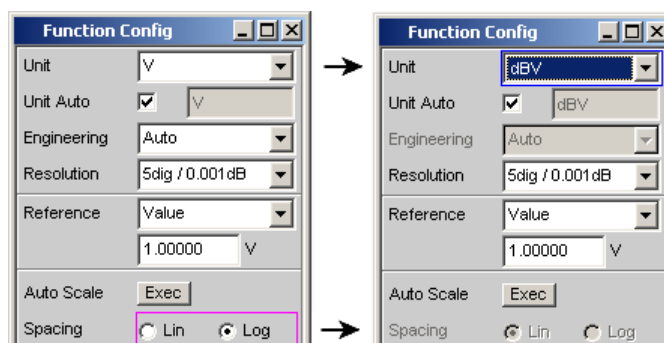 Function Config
Unit V
Unit Auto V
Engineering Auto
Resolution 5dig / 0.001dB
Reference Value
1.00000 V
Auto Scale Exec
Spacing Lin Log
Function Config
Unit dBV
Unit Auto dBV
Engineering Auto
Resolution 5dig / 0.001dB
Reference Value
1.00000 V
Auto Scale Exec
Spacing Lin Log